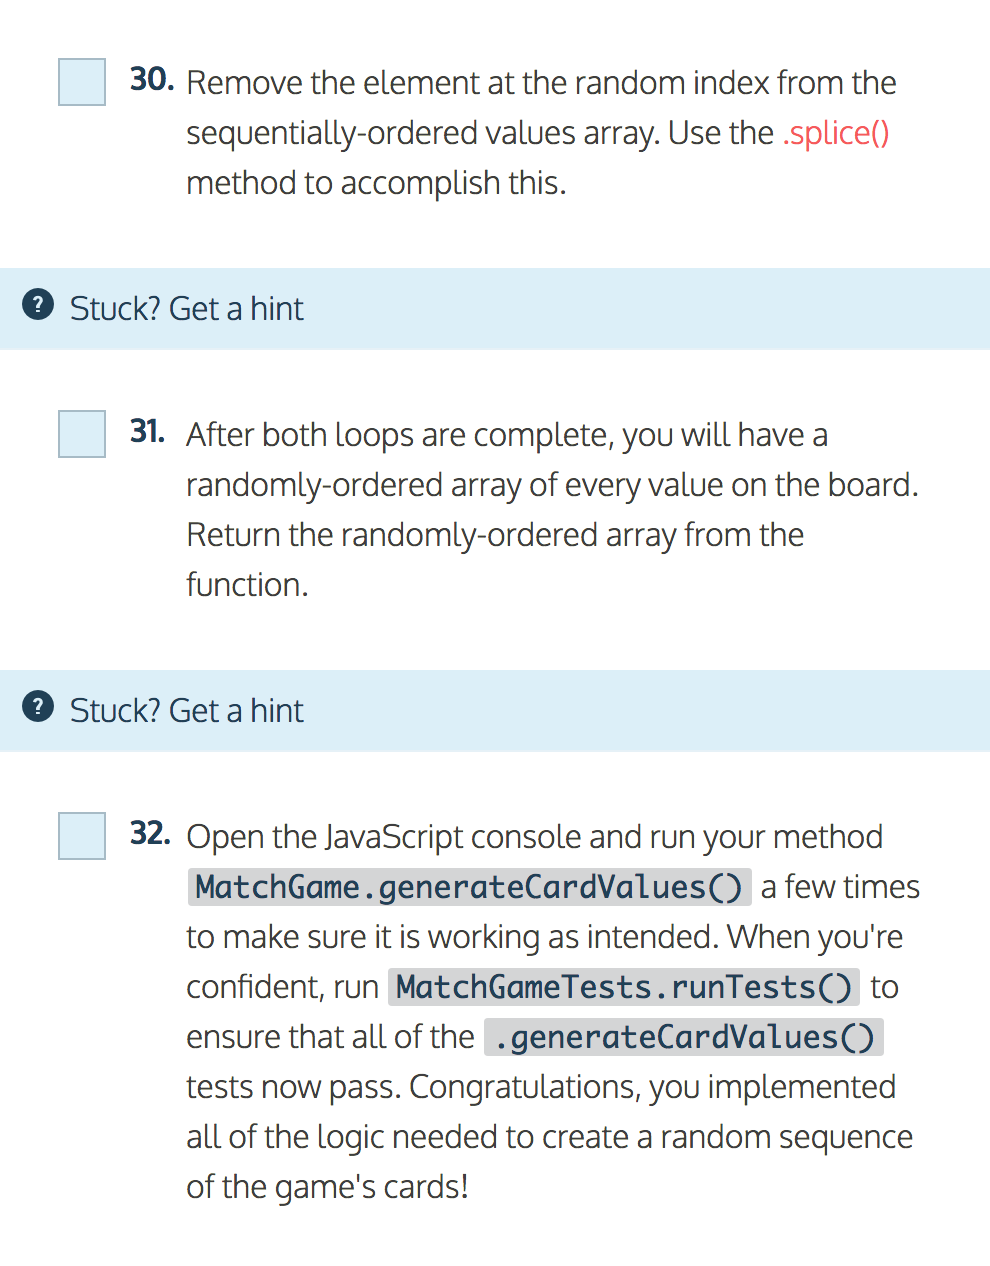 30. Remove the element at the random index from the
sequentially-ordered values array. Use the .splice()
method to accomplish this.
? Stuck? Get a hint
31. After both loops are complete, you will have a
randomly-ordered array of every value on the board.
Return the randomly-ordered array from the
function.
? Stuck? Get a hint
32. Open the JavaScript console and run your method
MatchGame.generateCardValues() a few times
to make sure it is working as intended. When you're
confident, run MatchGameTests.runTests() to
ensure that all of the .generateCardValues()
tests now pass. Congratulations, you implemented
all of the logic needed to create a random sequence
of the game's cards!